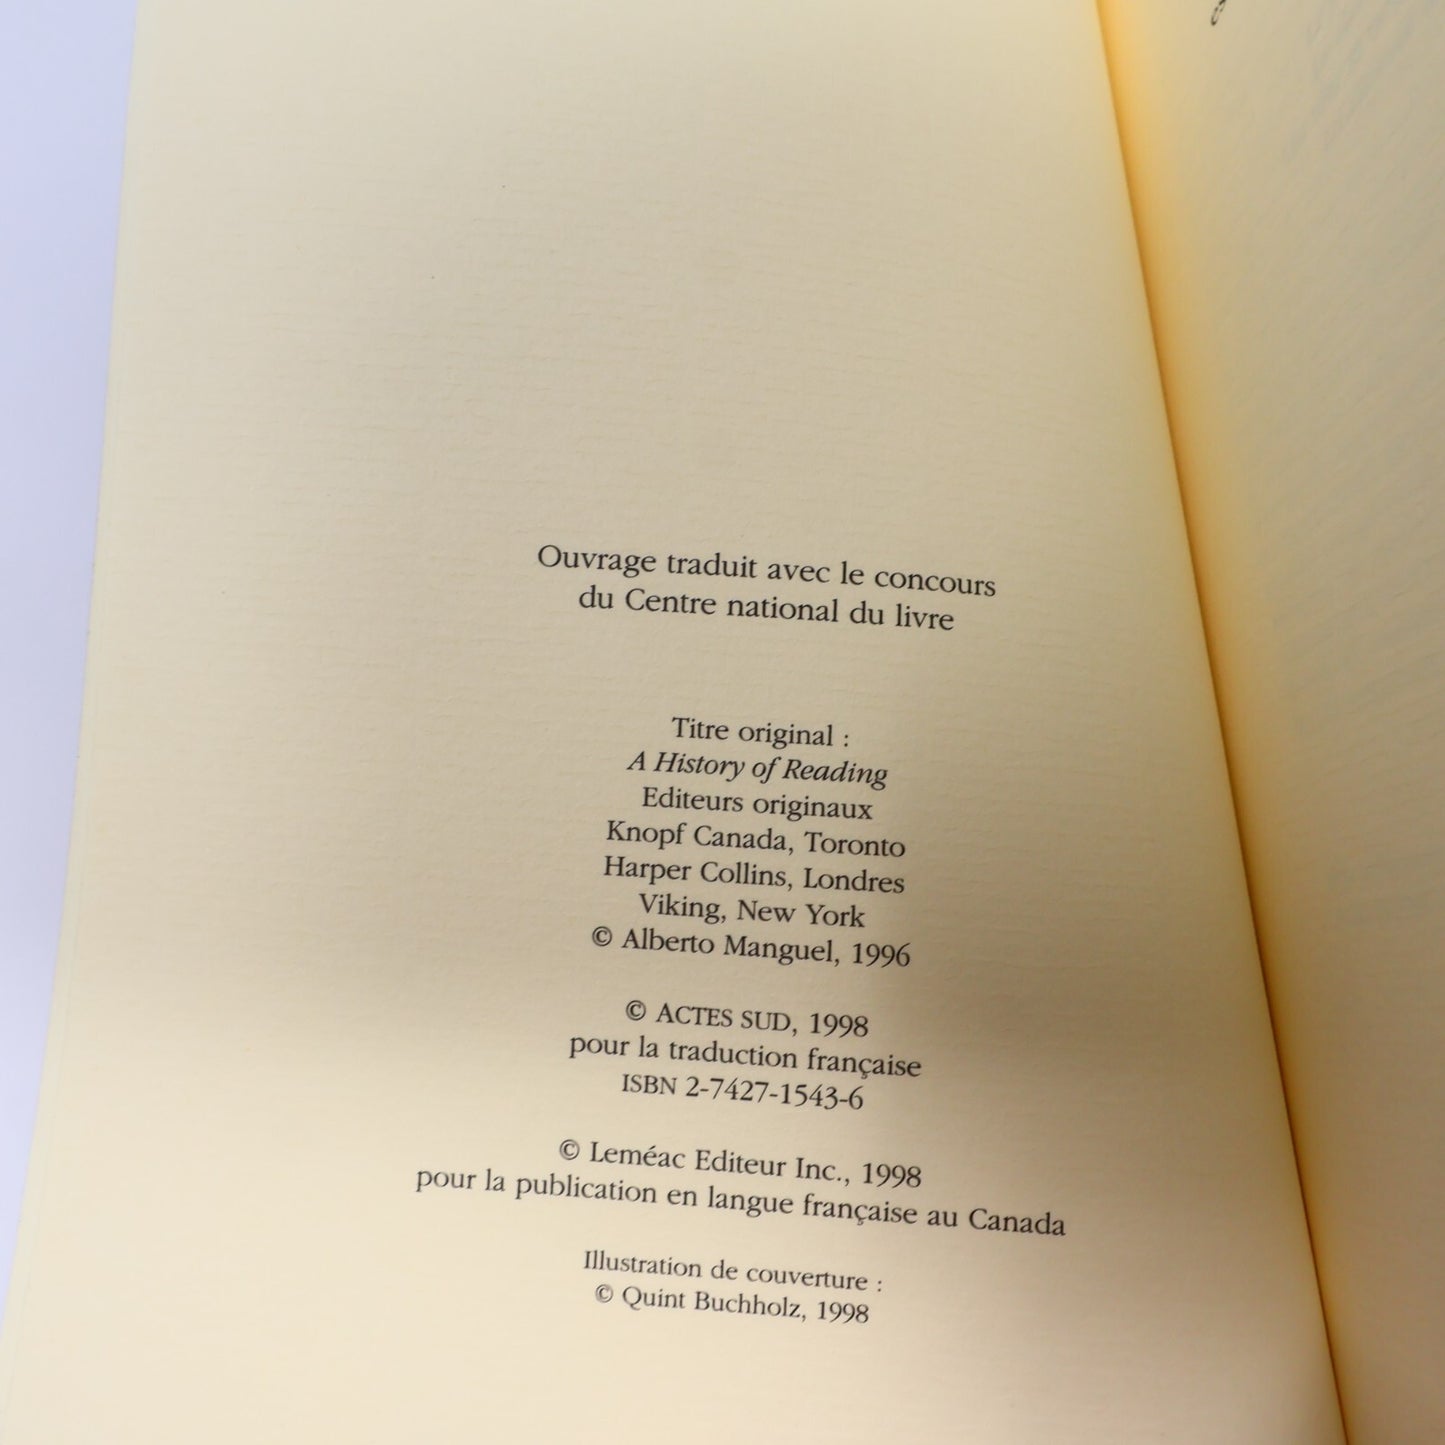 Ouvrage traduit avec le concours
du Centre national du livre
Titre original :
A History of Reading
Editeurs originaux
Knopf Canada, Toronto
Harper Collins, Londres
Viking, New York
© Alberto Manguel, 1996
© ACTES SUD, 1998
pour la traduction française
ISBN 2-7427-1543-6
© Leméac Editeur Inc., 1998
pour la publication en langue française au Canada
Illustration de couverture :
© Quint Buchholz, 1998